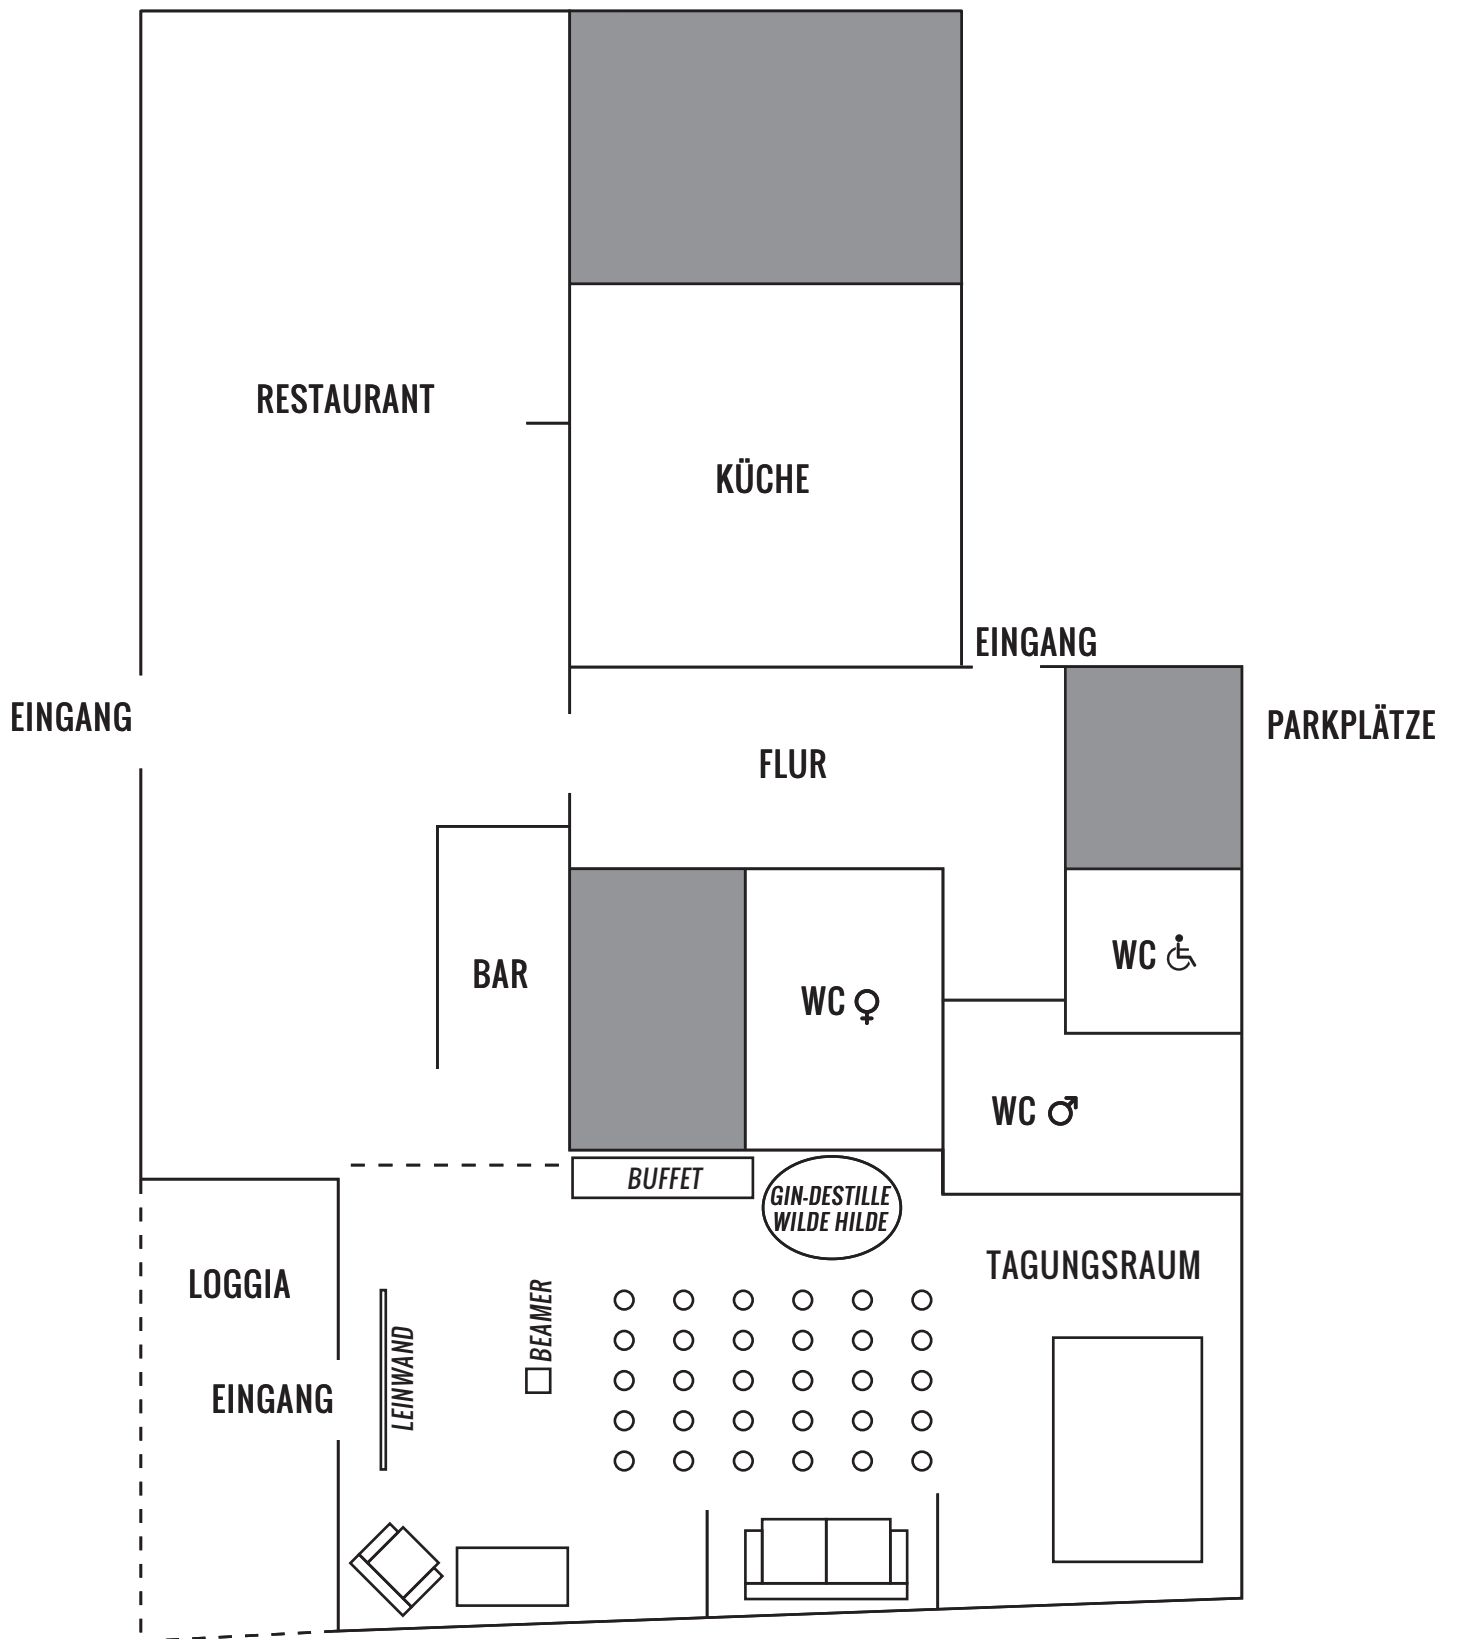 RESTAURANT
KÜCHE
EINGANG
EINGANG
PARKPLÄTZE
FLUR
BAR
WC
WC ♀
WC ♂
BUFFET
GIN-DESTILLE
WILDE HILDE
TAGUNGSRAUM
LOGGIA
BEAMER
LEINWAND
EINGANG